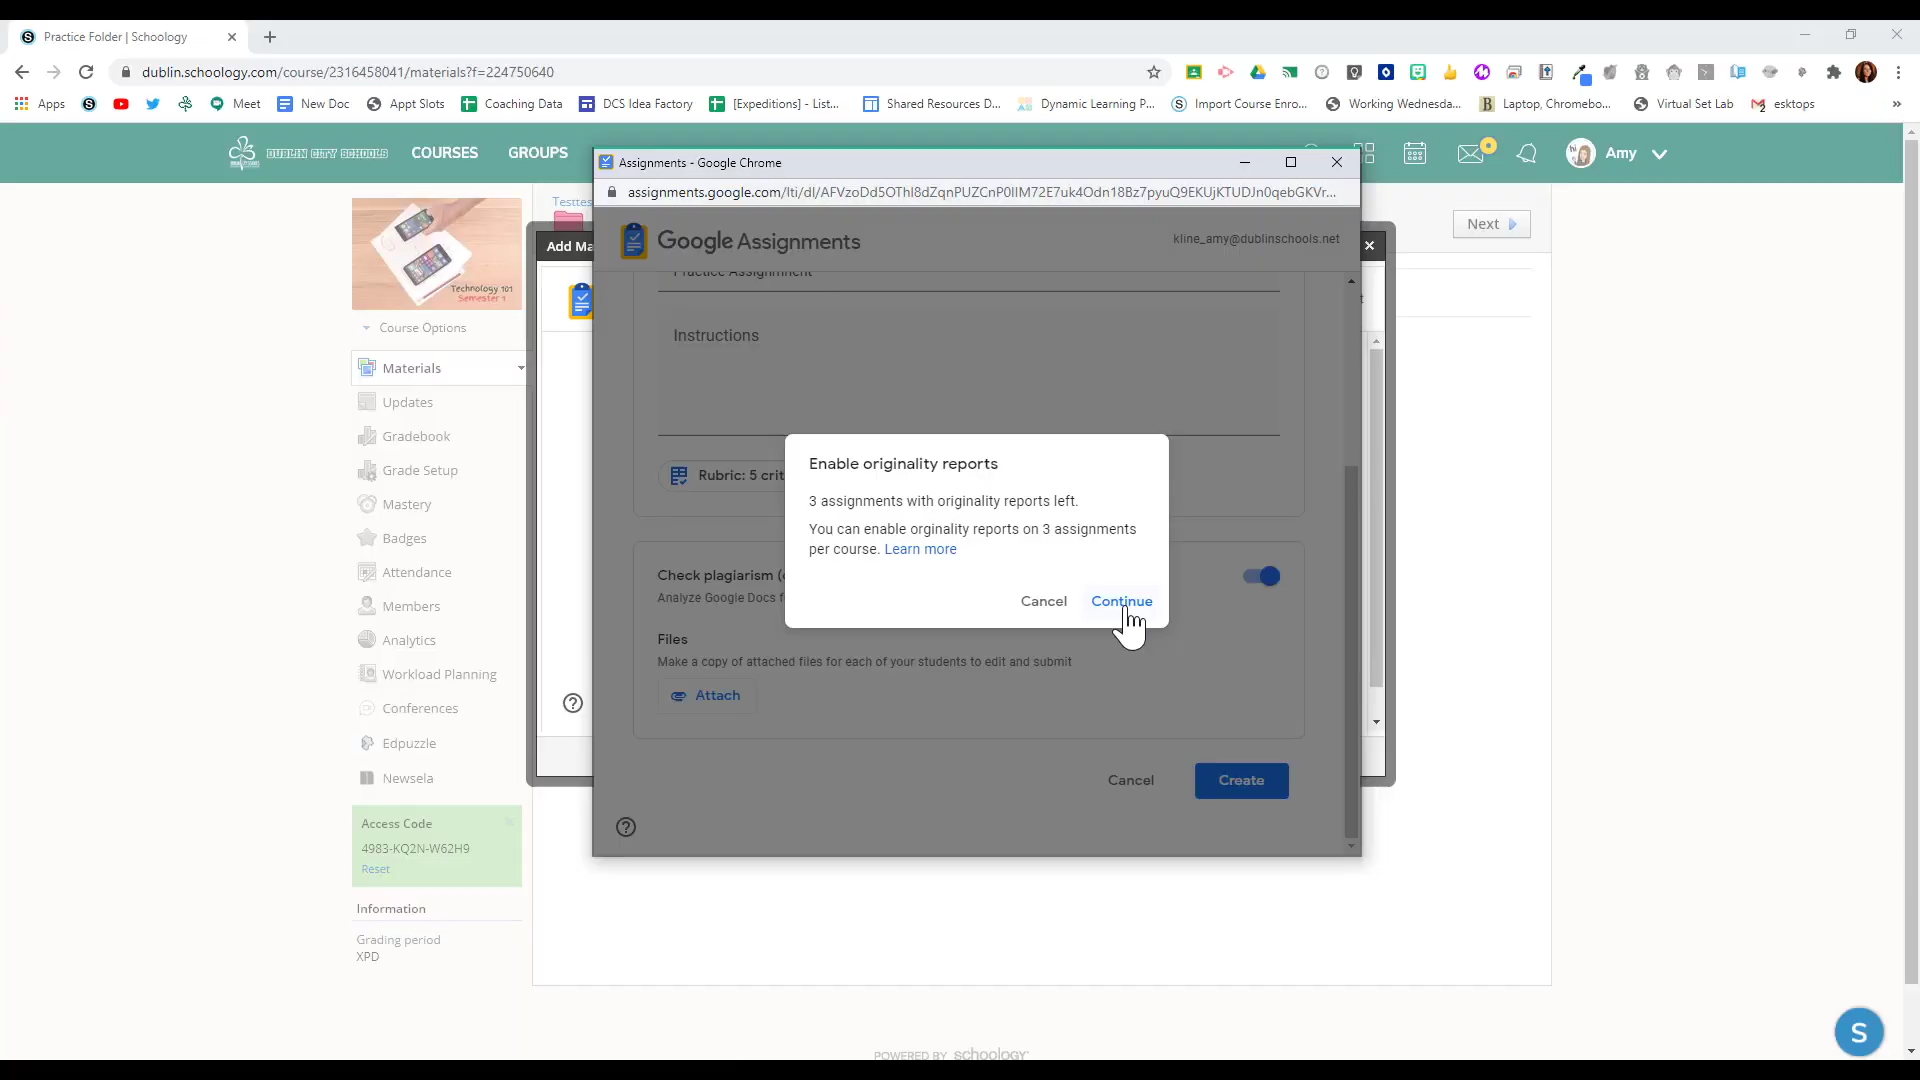 Practice Folder | Schoology
dublin.schoology.com/course/2316458041/materials?f=224750640
Apps
Meet
New Doc
Appt Slots
Coaching Data
DCS Idea Factory
[Expeditions] - List...
Shared Resources D...
Dynamic Learning P...
Import Course Enro...
Working Wednesda...
Laptop, Chromebo...
Virtual Set Lab
esktops
DUBLIN CITY SCHOOLS
COURSES
GROUPS
Amy
Technology 101
Semester 1
Course Options
Materials
Updates
Gradebook
Grade Setup
Mastery
Badges
Attendance
Members
Analytics
Workload Planning
Conferences
Edpuzzle
Newsela
Access Code
4983-KQ2N-W62H9
Reset
Information
Grading period
XPD
Testtes
Next
Add Ma
Assignments - Google Chrome
Google Assignments
kline_amy@dublinschools.net
Practice Assignment
Instructions
Rubric: 5 crit
Enable originality reports
3 assignments with originality reports left.
You can enable orginality reports on 3 assignments
per course. Learn more
Cancel
Continue
Check plagiarism (
Analyze Google Docs f
Files
Make a copy of attached files for each of your students to edit and submit
Attach
Cancel
Create
POWERED BY schoology
S